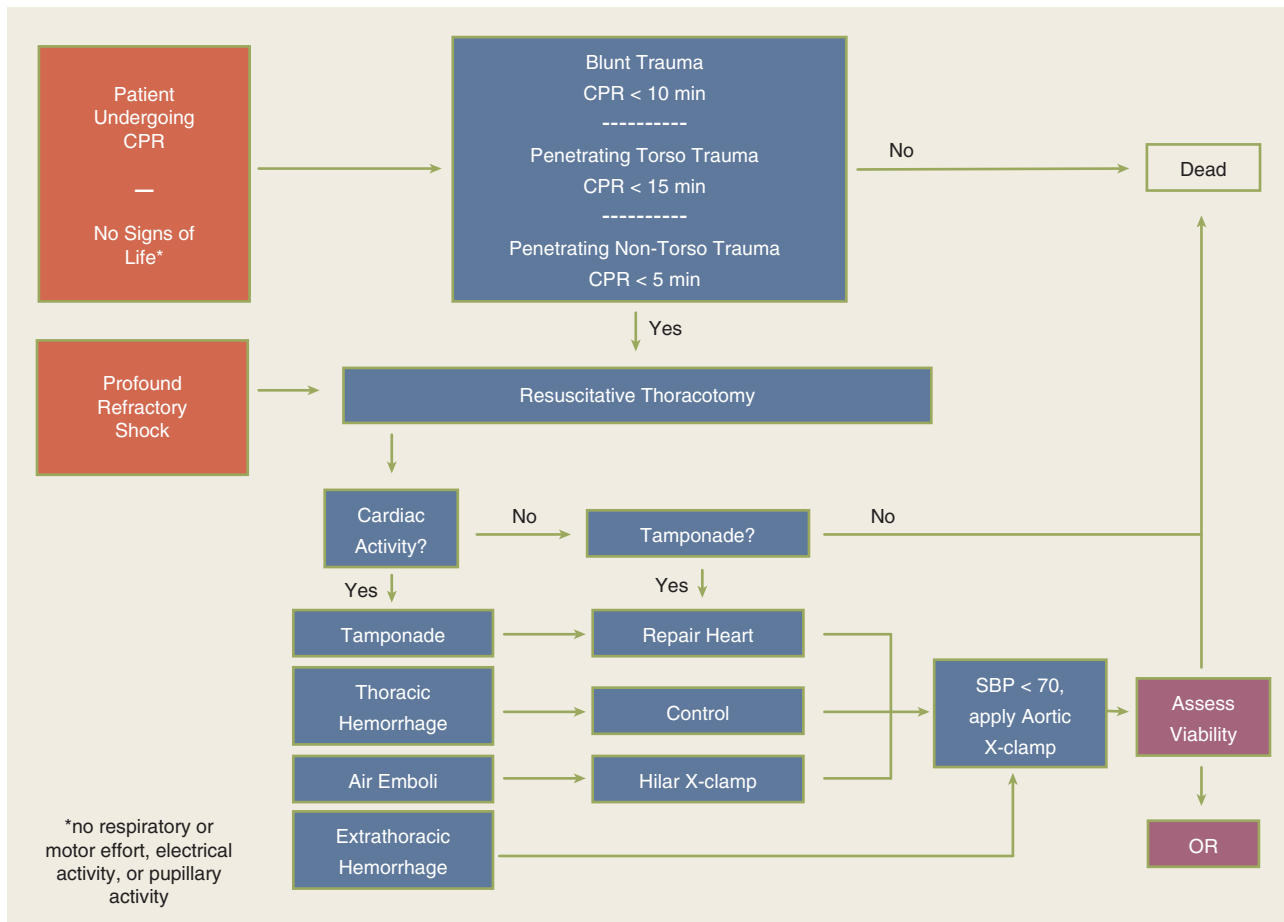 Patient
Undergoing
CPR
—
No Signs of
Life*
Blunt Trauma
CPR < 10 min
----------
Penetrating Torso Trauma
CPR < 15 min
----------
Penetrating Non-Torso Trauma
CPR < 5 min
No
Dead
Yes
Profound
Refractory
Shock
Resuscitative Thoracotomy
Cardiac
Activity?
No
Tamponade?
No
Yes
Yes
Tamponade
Repair Heart
Thoracic
Hemorrhage
Control
Air Emboli
Hilar X-clamp
Extrathoracic
Hemorrhage
SBP < 70,
apply Aortic
X-clamp
Assess
Viability
OR
*no respiratory or
motor effort, electrical
activity, or pupillary
activity